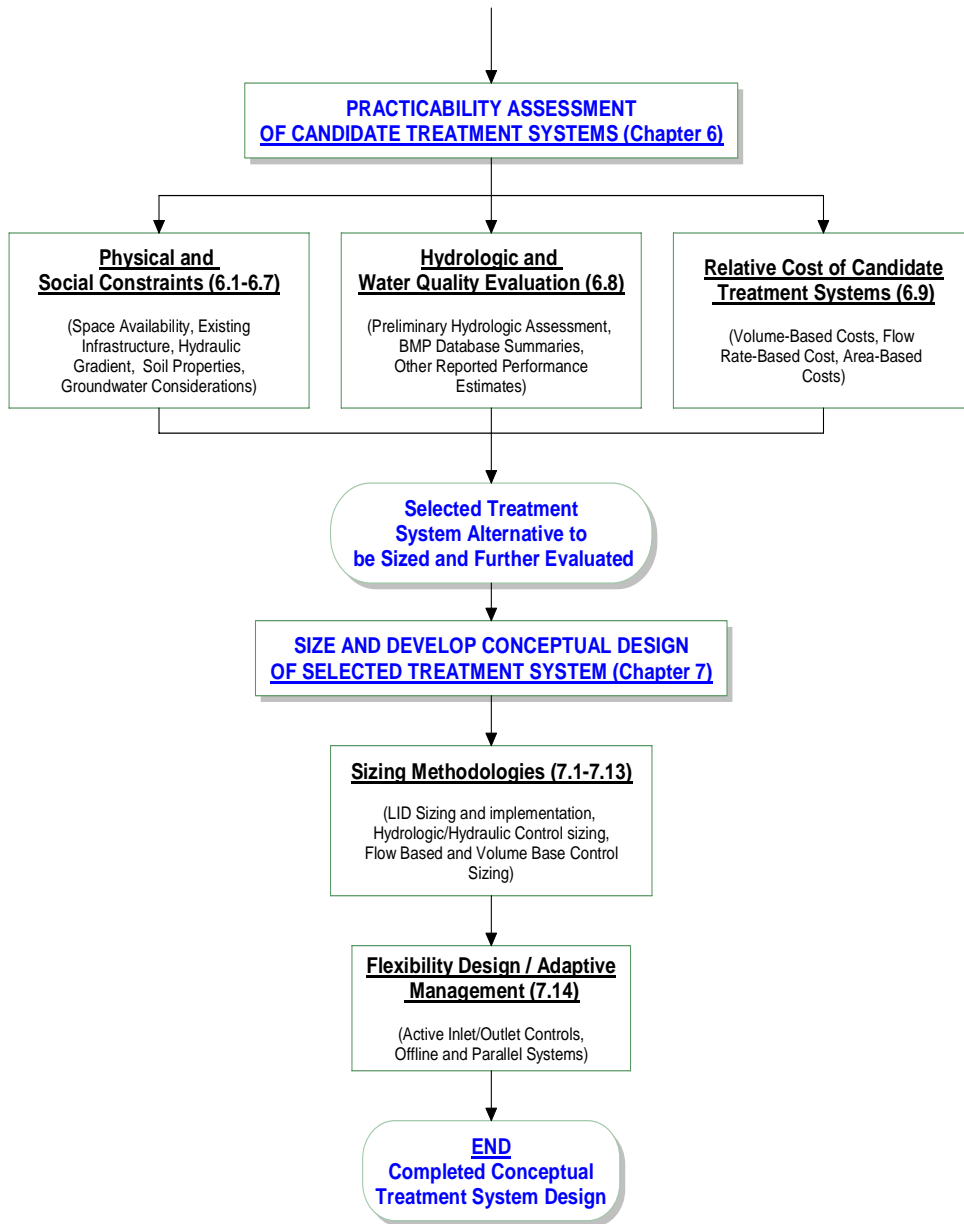 PRACTICABILITY ASSESSMENT
OF CANDIDATE TREATMENT SYSTEMS (Chapter 6)
Physical and
Social Constraints (6.1-6.7)
(Space Availability, Existing
Infrastructure, Hydraulic
Gradient, Soil Properties,
Groundwater Considerations)
Hydrologic and
Water Quality Evaluation (6.8)
(Preliminary Hydrologic Assessment,
BMP Database Summaries,
Other Reported Performance
Estimates)
Relative Cost of Candidate
Treatment Systems (6.9)
(Volume-Based Costs, Flow
Rate-Based Cost, Area-Based
Costs)
Selected Treatment
System Alternative to
be Sized and Further Evaluated
SIZE AND DEVELOP CONCEPTUAL DESIGN
OF SELECTED TREATMENT SYSTEM (Chapter 7)
Sizing Methodologies (7.1-7.13)
(LID Sizing and implementation,
Hydrologic/Hydraulic Control sizing,
Flow Based and Volume Base Control
Sizing)
Flexibility Design / Adaptive
Management (7.14)
(Active Inlet/Outlet Controls,
Offline and Parallel Systems)
END
Completed Conceptual
Treatment System Design